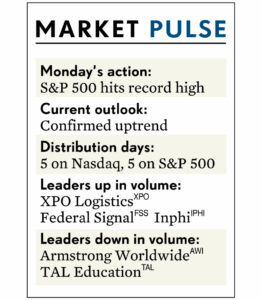 MARKET PULSE
Monday's action:
S&P 500 hits record high
Current outlook:
Confirmed uptrend
Distribution days:
5 on Nasdaq, 5 on S&P 500
Leaders up in volume:
XPO Logistics XPO
Federal Signal FSS Inphi IPHI
Leaders down in volume:
Armstrong Worldwide AWI
TAL Education TAL